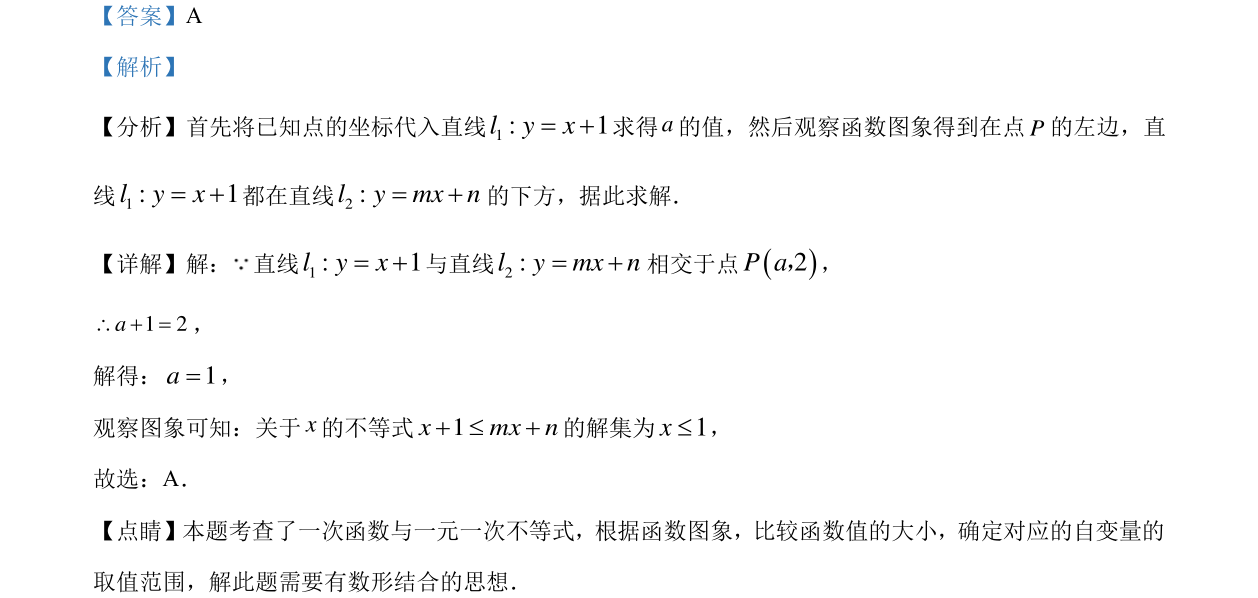 【答案】A
【解析】
【分析】首先将已知点的坐标代入直线l₁：y = x+1求得a的值，然后观察函数图象得到在点P的左边，直
线l₁：y = x+1都在直线l₂：y = mx+n的下方，据此求解．
【详解】解：∵直线l₁：y = x+1与直线l₂：y = mx+n相交于点P(a,2)，
∴a+1=2，
解得：a=1，
观察图象可知：关于x的不等式x+1≤mx+n的解集为x≤1，
故选：A．
【点睛】本题考查了一次函数与一元一次不等式，根据函数图象，比较函数值的大小，确定对应的自变量的
取值范围，解此题需要有数形结合的思想．